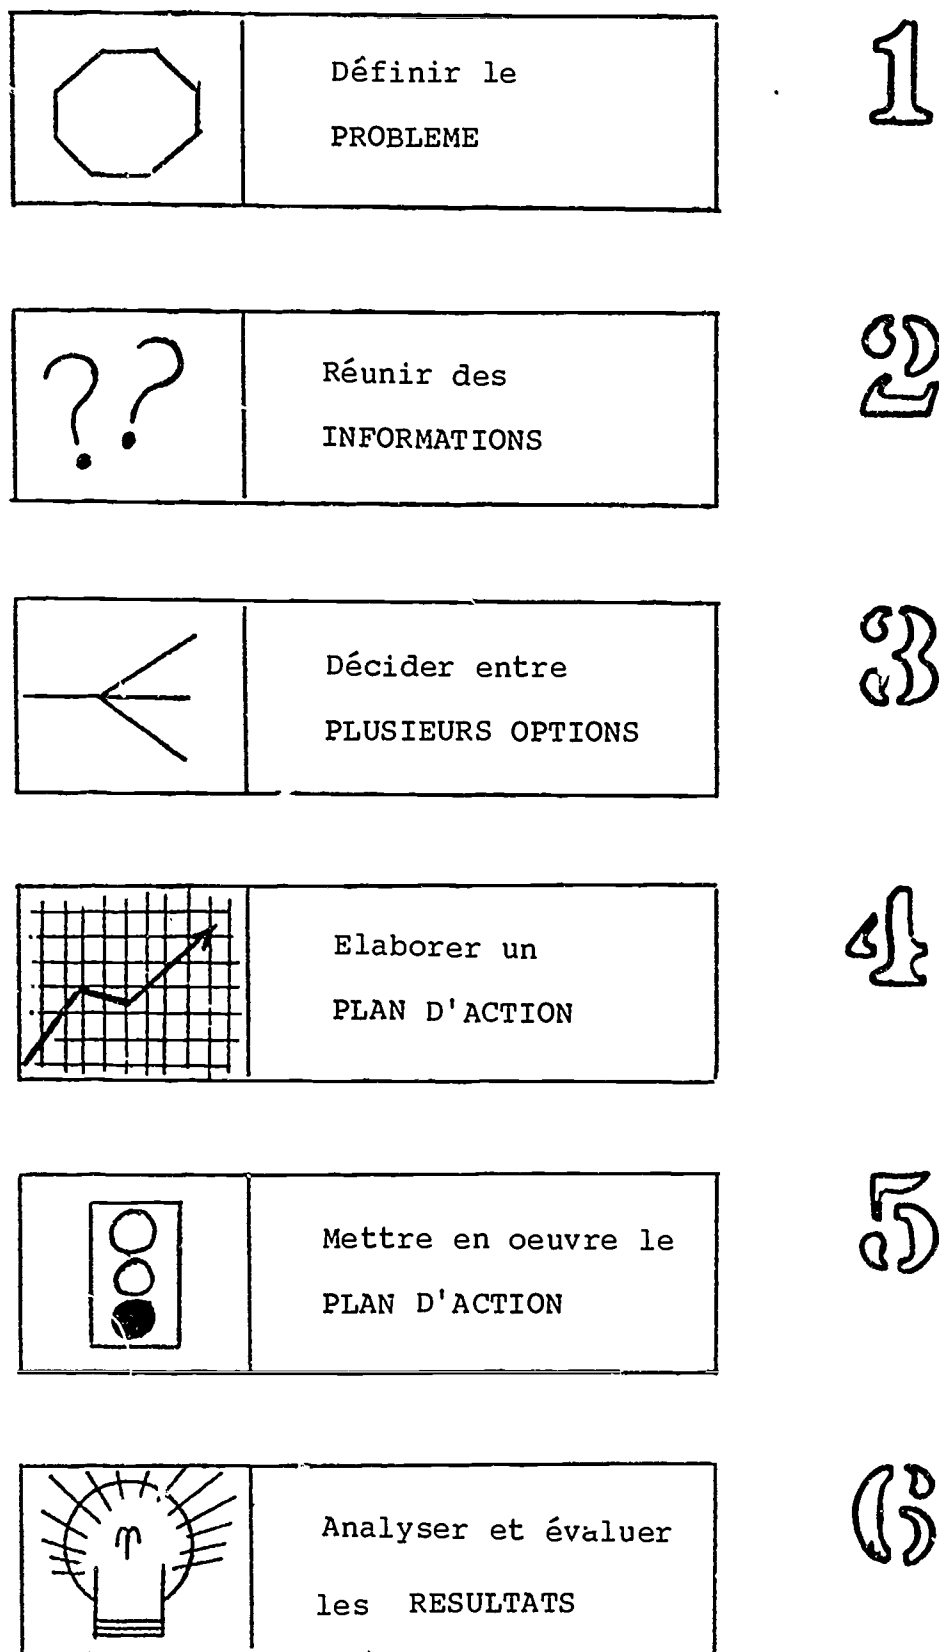 Définir le
PROBLEME
1
Réunir des
INFORMATIONS
2
Décider entre
PLUSIEURS OPTIONS
3
Elaborer un
PLAN D'ACTION
4
Mettre en oeuvre le
PLAN D'ACTION
5
Analyser et évaluer
les RESULTATS
6